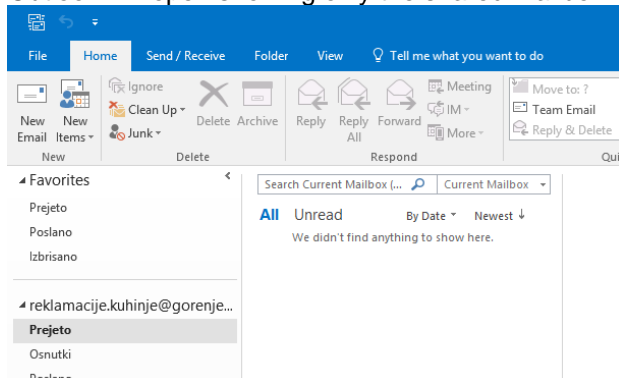 File Home Send / Receive Folder View Tell me what you want to do
New Email
New Items
Ignore
Clean Up
Junk
Delete
Archive
Reply
Reply All
Forward
Meeting
IM
More
Move to: ?
Team Email
Reply & Delete
New Delete Respond Qui
Favorites
Prejeto
Poslano
Izbrisano
reklamacije.kuhinje@gorenje...
Prejeto
Osnutki
Search Current Mailbox (... Current Mailbox
All Unread By Date Newest ↓
We didn't find anything to show here.